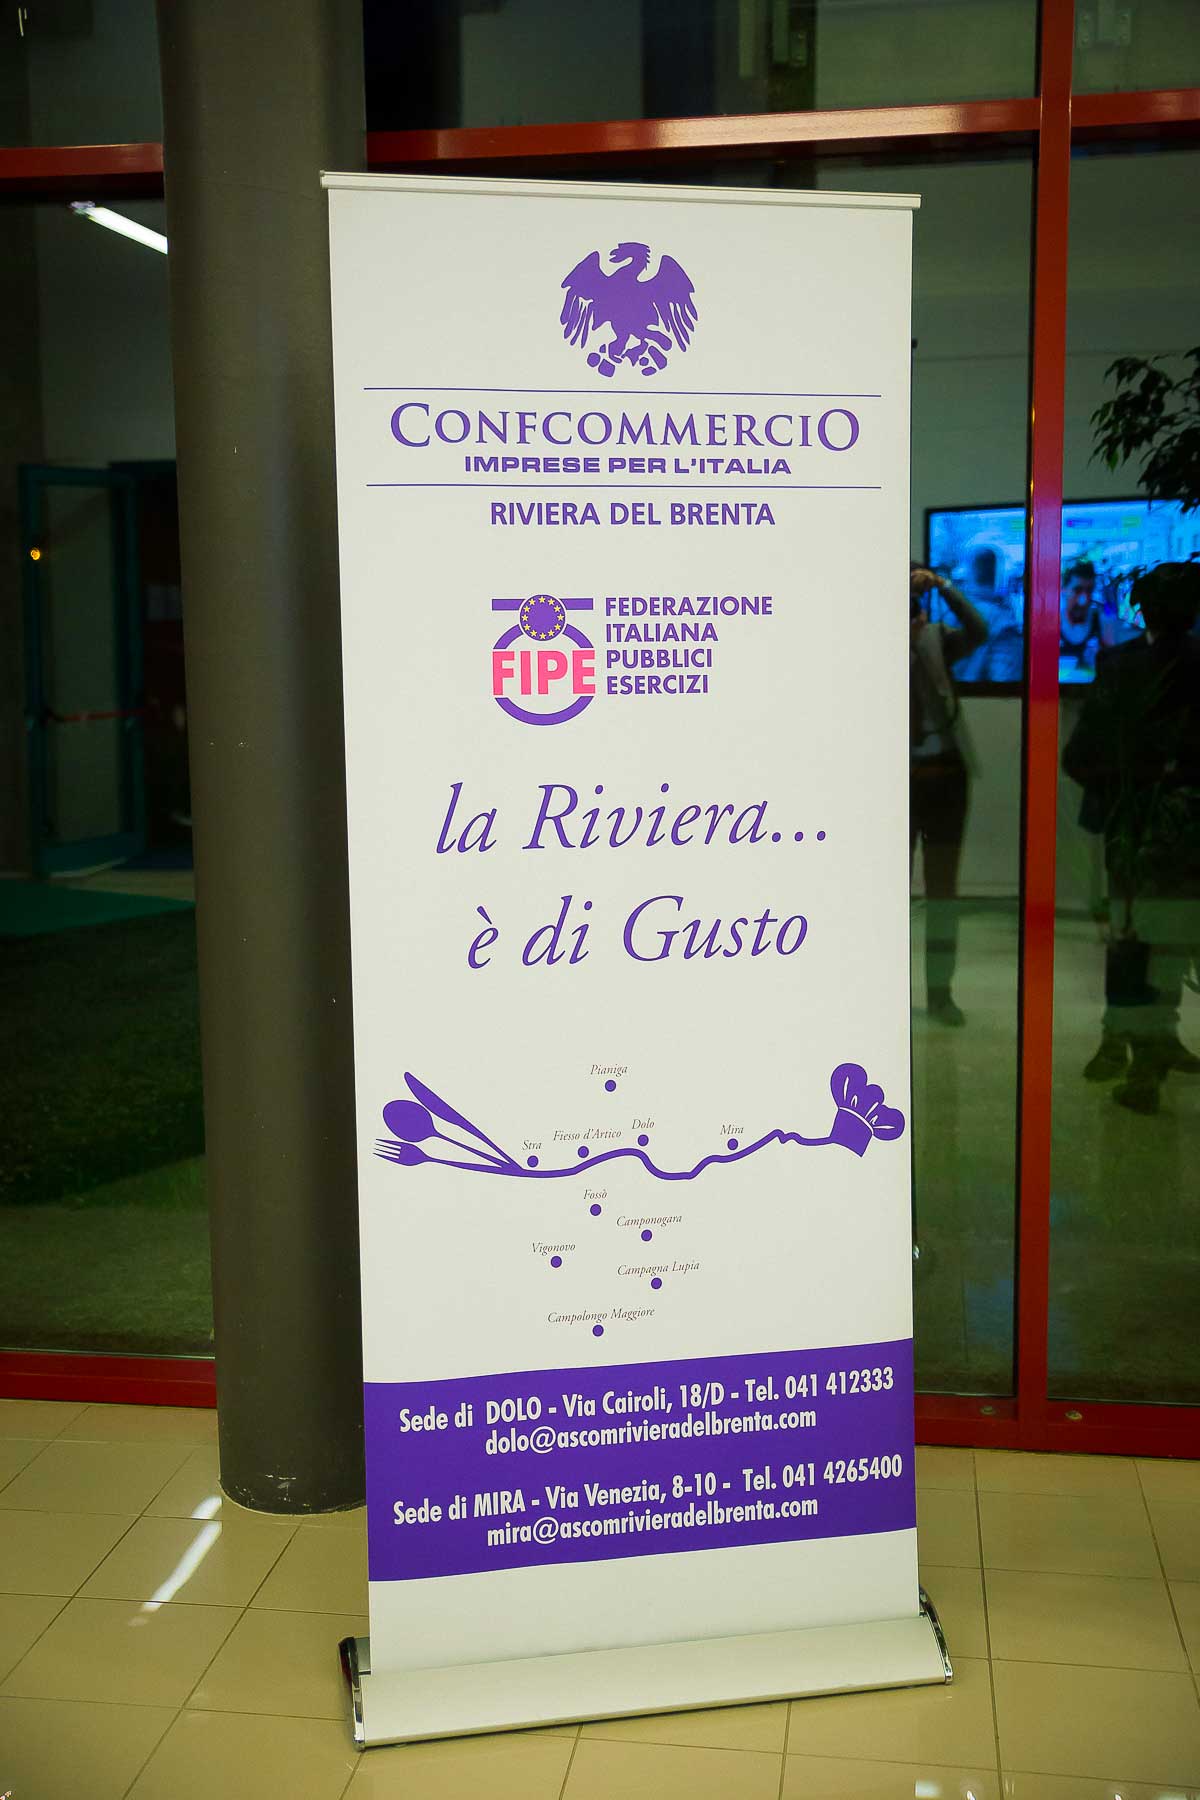 CONFCOMMERCIO
IMPRESE PER L'ITALIA
RIVIERA DEL BRENTA
FIPE
FEDERAZIONE
ITALIANA
PUBBLICI
ESERCIZI
la Riviera...
è di Gusto
Pianiga
Stra
Fiesso d'Artico
Dolo
Mira
Fossò
Camponogara
Vigonovo
Campagna Lupia
Campolongo Maggiore
Sede di DOLO - Via Cairoli, 18/D - Tel. 041 412333
dolo@ascomrivieradelbrenta.com
Sede di MIRA - Via Venezia, 8-10 - Tel. 041 4265400
mira@ascomrivieradelbrenta.com